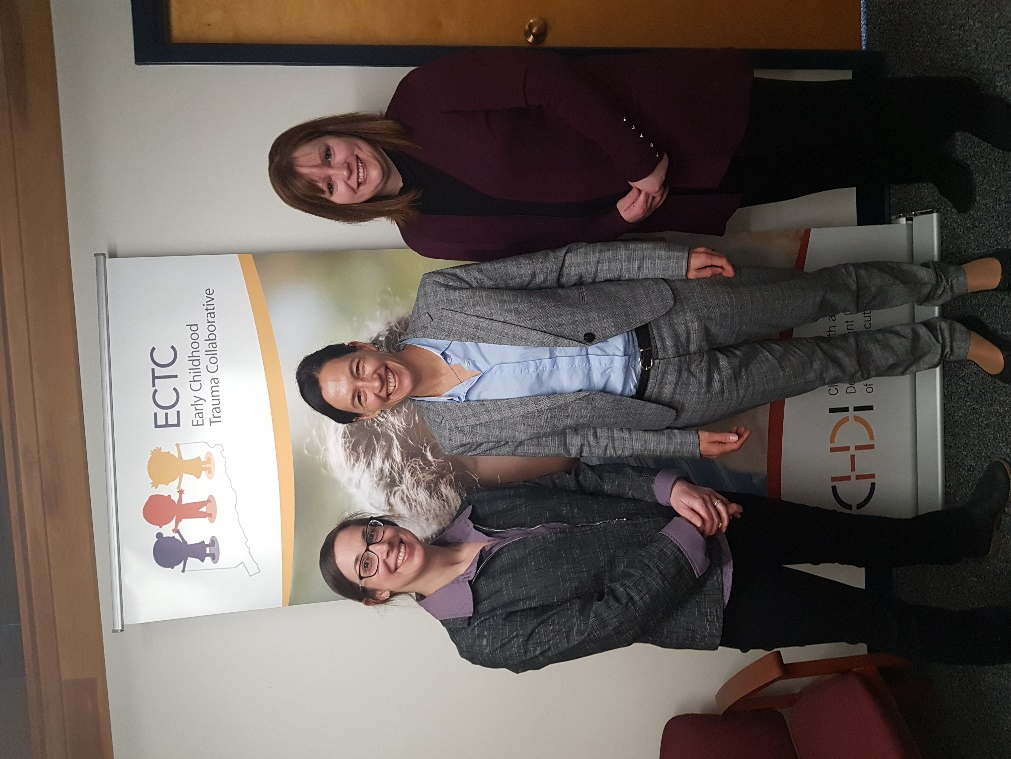 ECTC
Early Childhood
Trauma Collaborative
CHDI